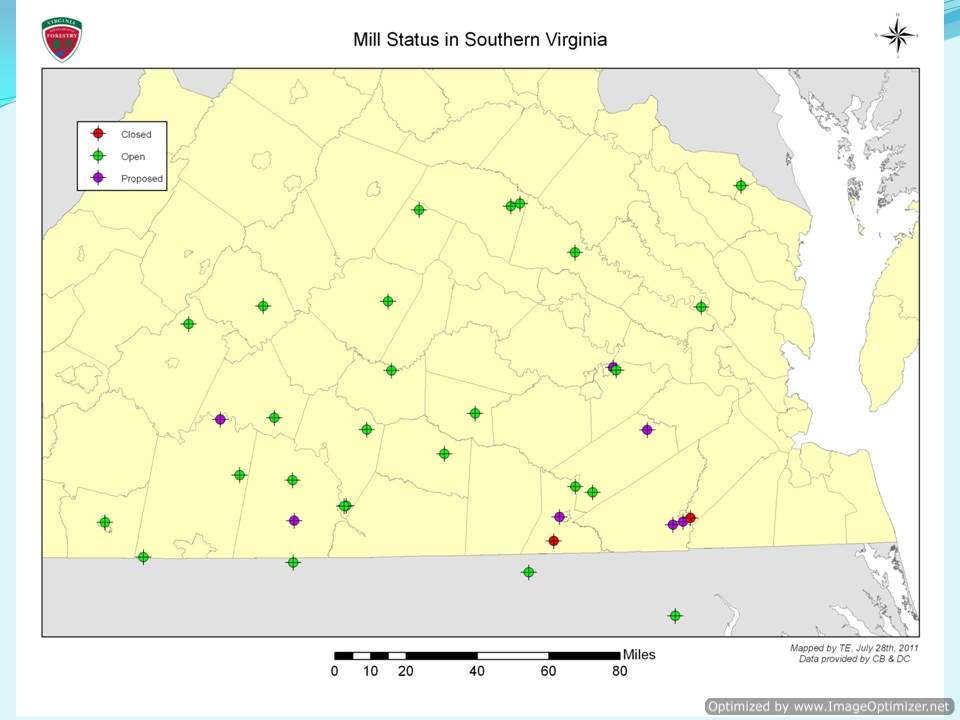 VIRGINIA
FORESTRY
Mill Status in Southern Virginia
Closed
Open
Proposed
Miles
0 10 20 40 60 80
Mapped by TE, July 28th, 2011
Data provided by CB & DC
Optimized by www.ImageOptimizer.net